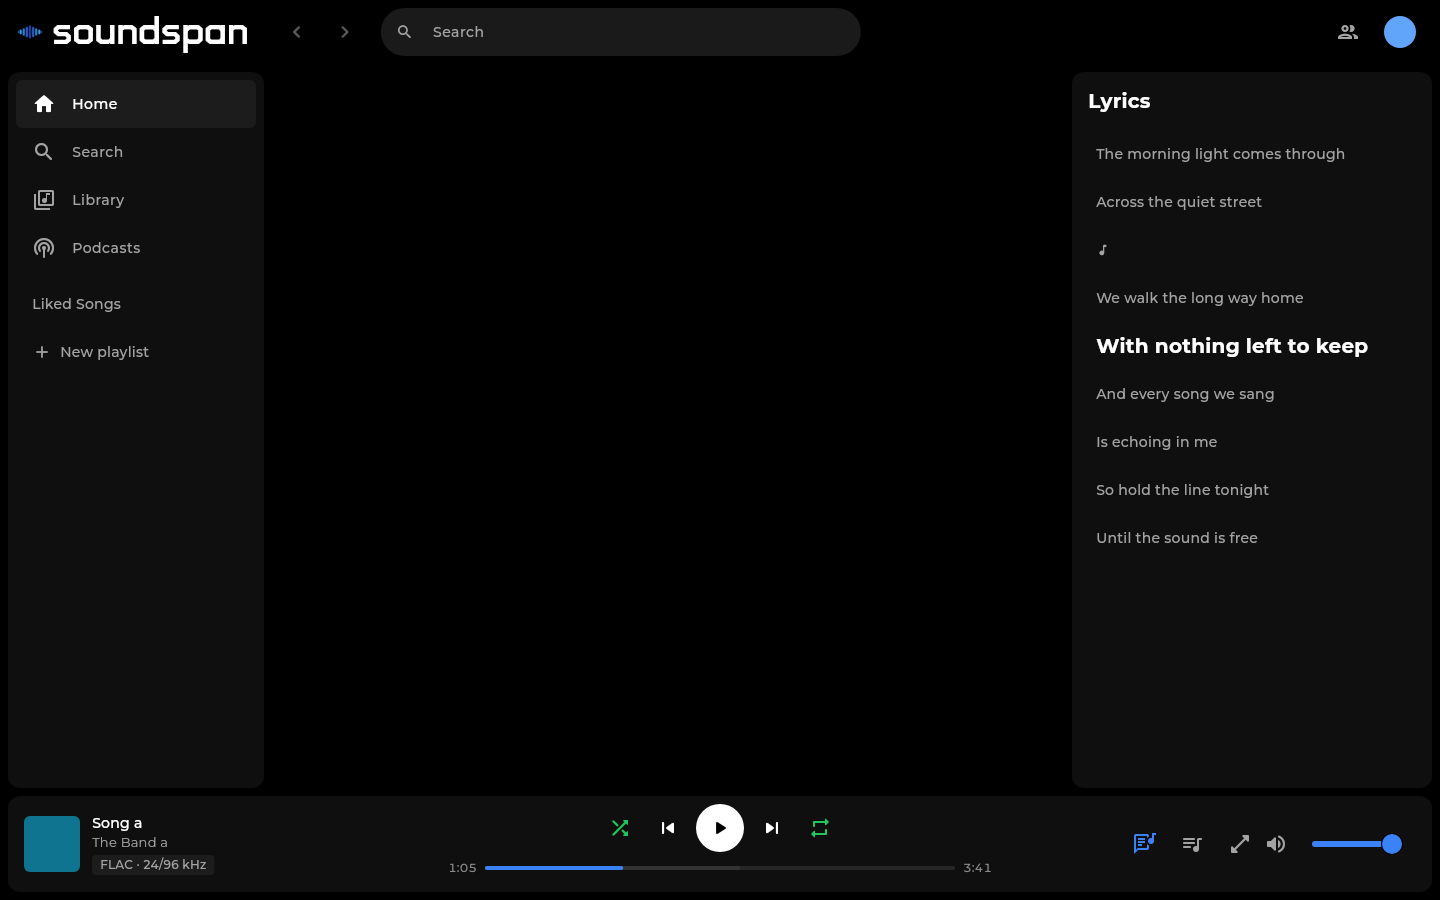 soundspan
Search
Home
Search
Library
Podcasts
Liked Songs
New playlist
Lyrics
The morning light comes through
Across the quiet street
♪
We walk the long way home
With nothing left to keep
And every song we sang
Is echoing in me
So hold the line tonight
Until the sound is free
Song a
The Band a
FLAC · 24/96 kHz
1:05
3:41